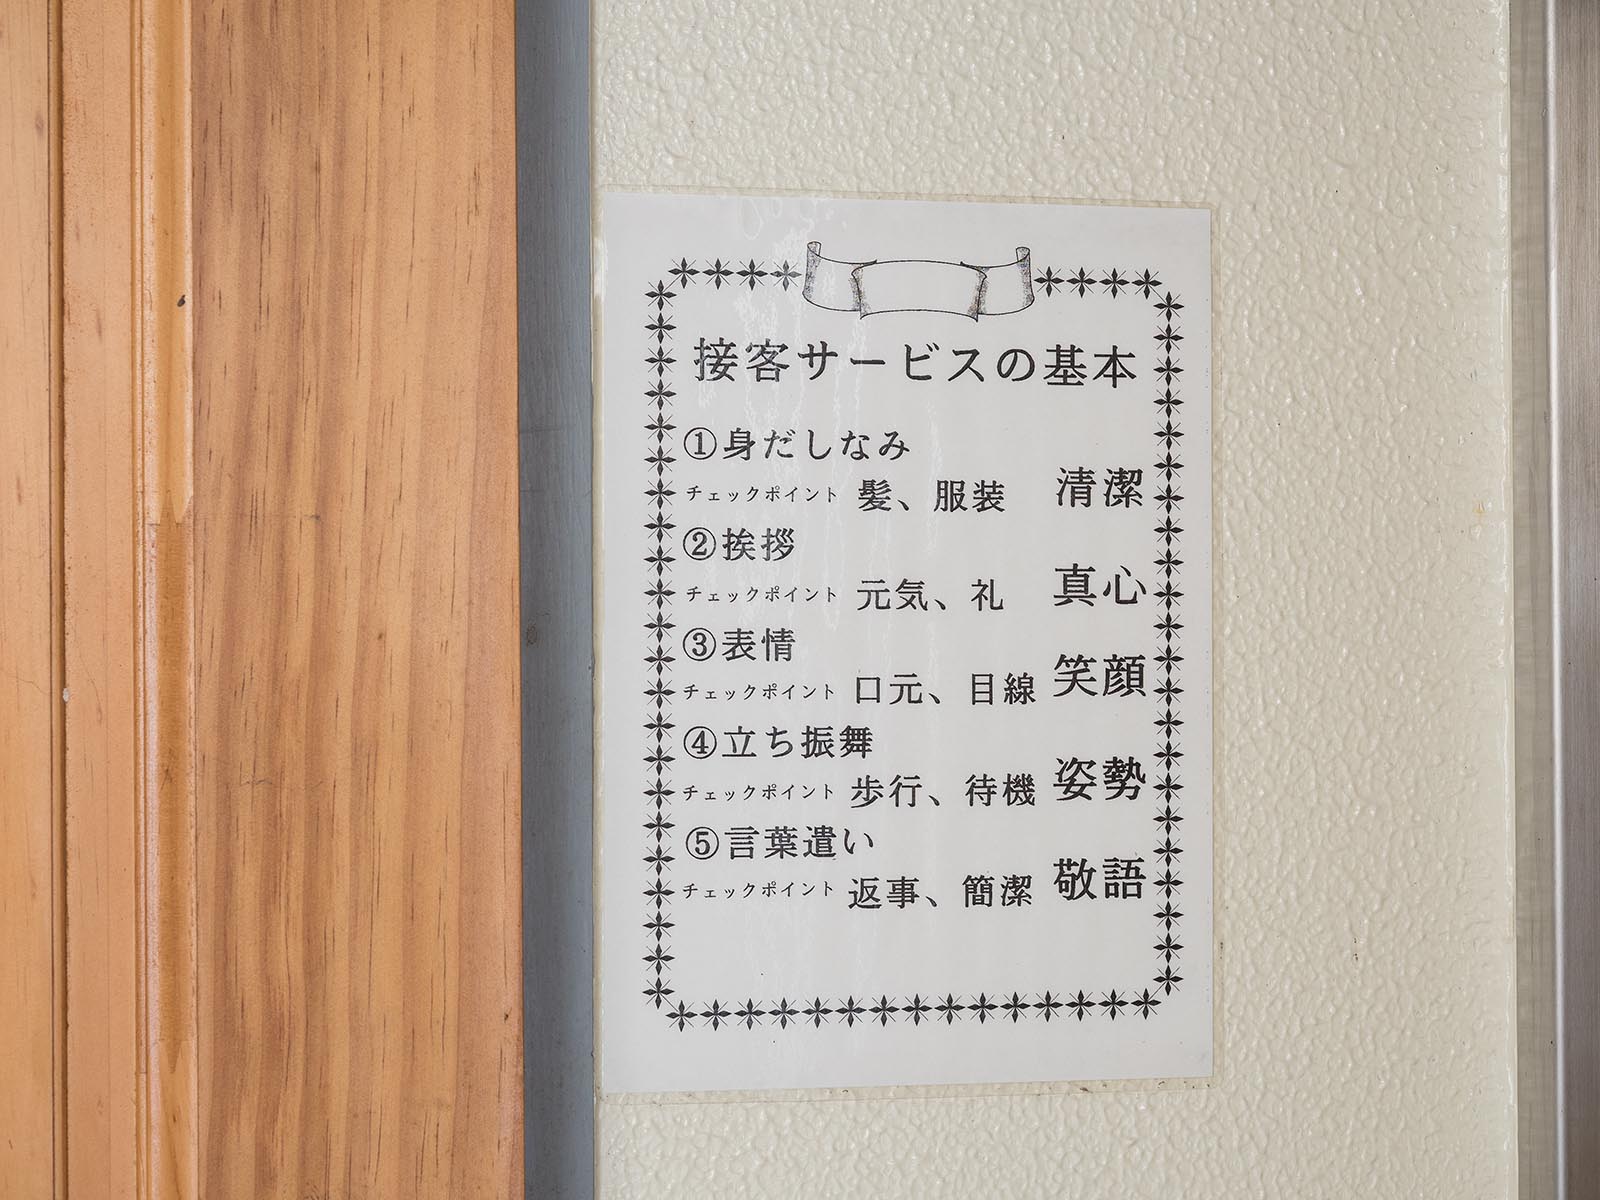 接客サービスの基本
①身だしなみ
チェックポイント 髪、服装 清潔
②挨拶
チェックポイント 元気、礼 真心
③表情
チェックポイント 口元、目線 笑顔
④立ち振舞
チェックポイント 歩行、待機 姿勢
⑤言葉遣い
チェックポイント 返事、簡潔 敬語